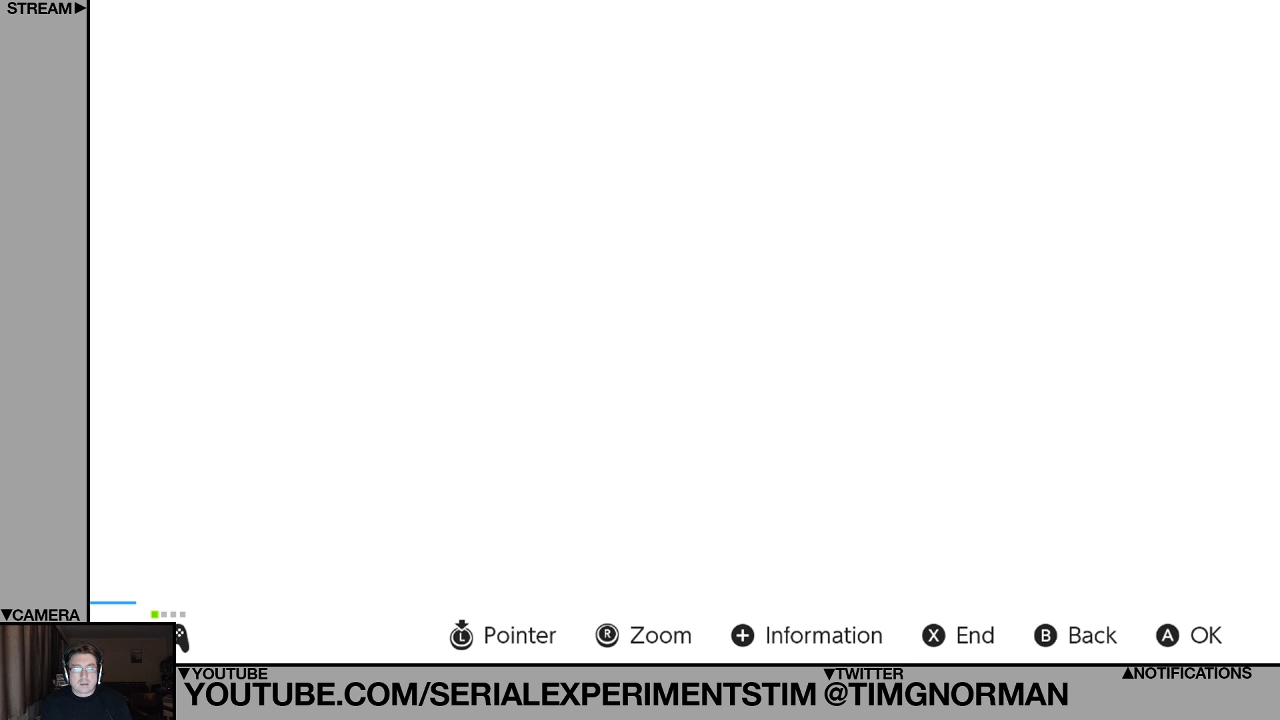 STREAM▶
L Pointer R Zoom + Information X End B Back A OK
▼CAMERA
▼YOUTUBE ▼TWITTER ▲NOTIFICATIONS
YOUTUBE.COM/SERIALEXPERIMENTSTIM @TIMGNORMAN